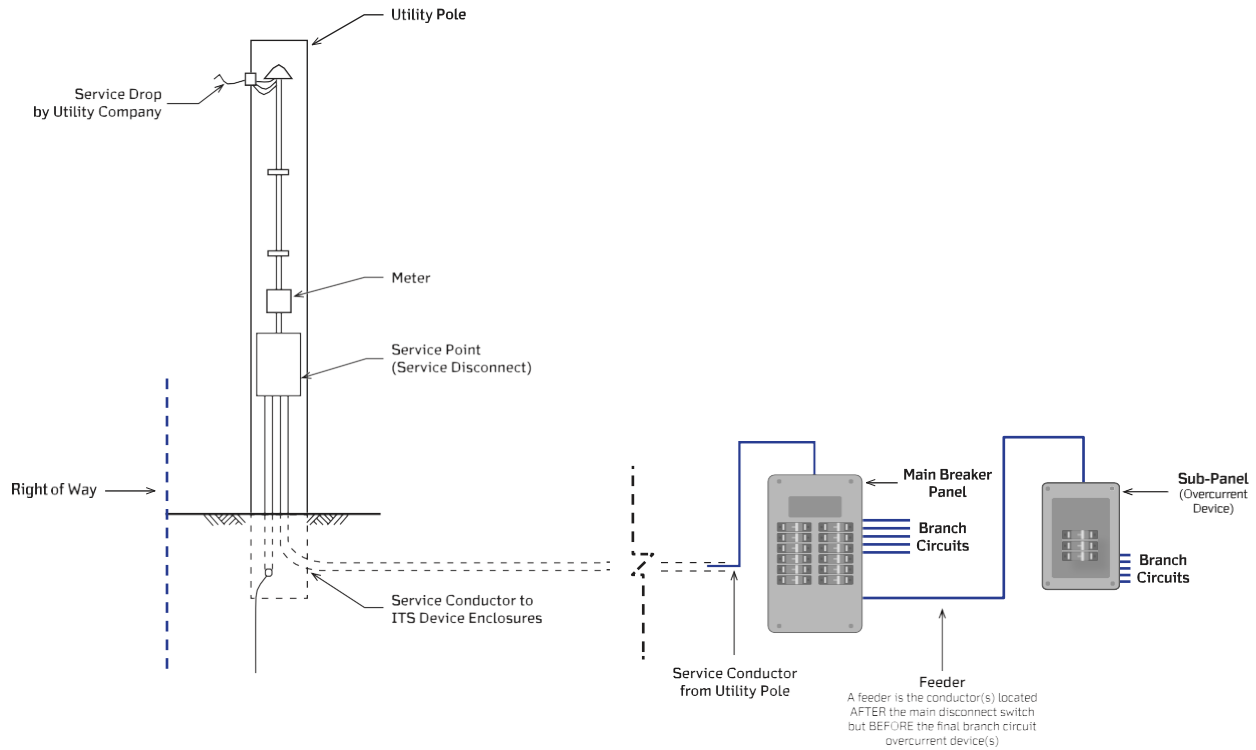 Utility Pole
Service Drop
by Utility Company
Meter
Service Point
(Service Disconnect)
Right of Way
Service Conductor to
ITS Device Enclosures
Service Conductor
from Utility Pole
Main Breaker
Panel
Branch
Circuits
Feeder
A feeder is the conductor(s) located
AFTER the main disconnect switch
but BEFORE the final branch circuit
overcurrent device(s)
Sub-Panel
(Overcurrent
Device)
Branch
Circuits